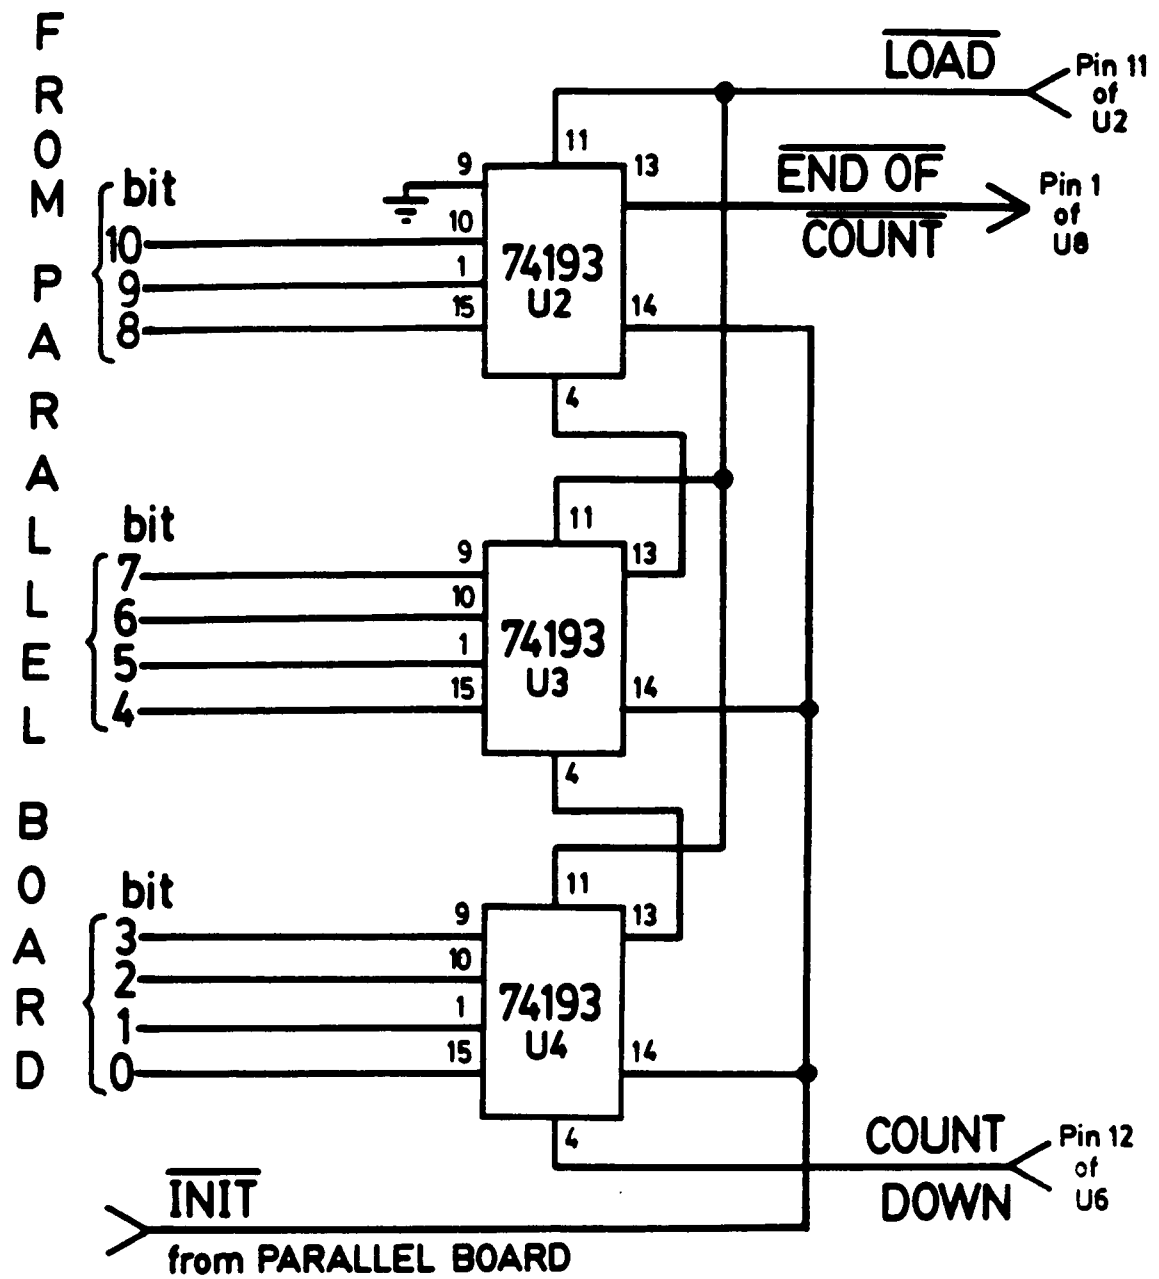 FROM PARALLEL BOARD
LOAD
Pin 11
of
U2
11
9
13
END OF
COUNT
Pin 1
of
U8
bit
10
10
9
1
8
15
74193
U2
14
4
bit
11
7
9
13
6
10
5
1
4
15
74193
U3
14
4
bit
11
3
9
13
2
10
1
1
0
15
74193
U4
14
4
COUNT
DOWN
Pin 12
of
U6
INIT
from PARALLEL BOARD